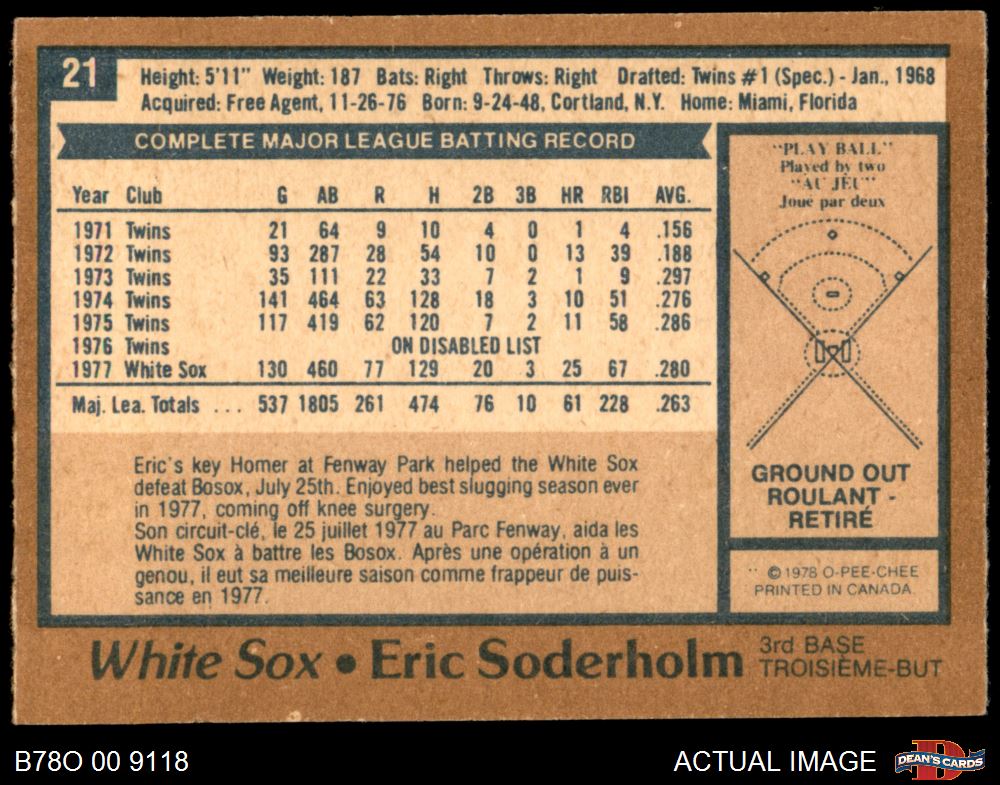 21
Height: 5'11" Weight: 187 Bats: Right Throws: Right Drafted: Twins #1 (Spec.) - Jan., 1968
Acquired: Free Agent, 11-26-76 Born: 9-24-48, Cortland, N.Y. Home: Miami, Florida
COMPLETE MAJOR LEAGUE BATTING RECORD
Year Club G AB R H 2B 3B HR RBI AVG.
1971 Twins 21 64 9 10 4 0 1 4 .156
1972 Twins 93 287 28 54 10 0 13 39 .188
1973 Twins 35 111 22 33 7 2 1 9 .297
1974 Twins 141 464 63 128 18 3 10 51 .276
1975 Twins 117 419 62 120 7 2 11 58 .286
1976 Twins ON DISABLED LIST
1977 White Sox 130 460 77 129 20 3 25 67 .280
Maj. Lea. Totals ... 537 1805 261 474 76 10 61 228 .263
Eric's key Homer at Fenway Park helped the White Sox
defeat Bosox, July 25th. Enjoyed best slugging season ever
in 1977, coming off knee surgery.
Son circuit-clé, le 25 juillet 1977 au Parc Fenway, aida les
White Sox à battre les Bosox. Après une opération à un
genou, il eut sa meilleure saison comme frappeur de puis-
sance en 1977.
"PLAY BALL"
Played by two
"AU JEU"
Joué par deux
GROUND OUT
ROULANT -
RETIRÉ
© 1978 O-PEE-CHEE
PRINTED IN CANADA
White Sox • Eric Soderholm
3rd BASE
TROISIÈME-BUT
B78O 00 9118
ACTUAL IMAGE
D
DEAN'S CARDS